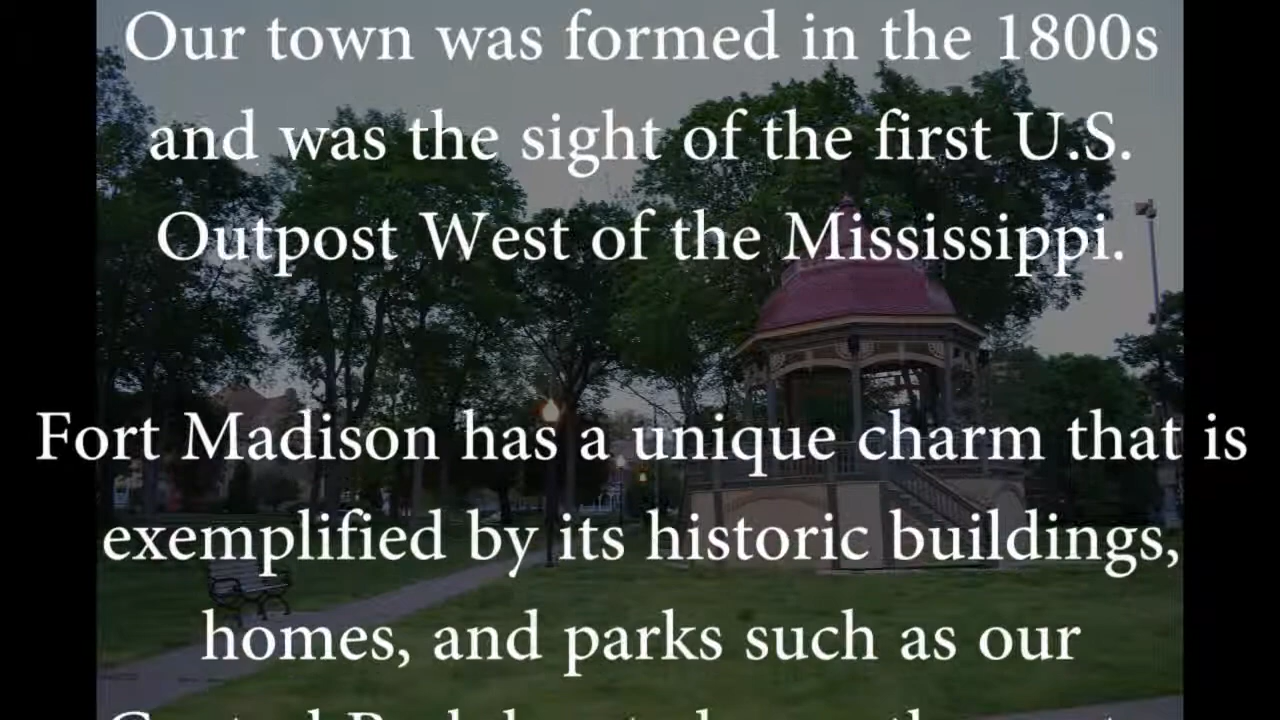 Our town was formed in the 1800s
and was the sight of the first U.S.
Outpost West of the Mississippi.
Fort Madison has a unique charm that is
exemplified by its historic buildings,
homes, and parks such as our